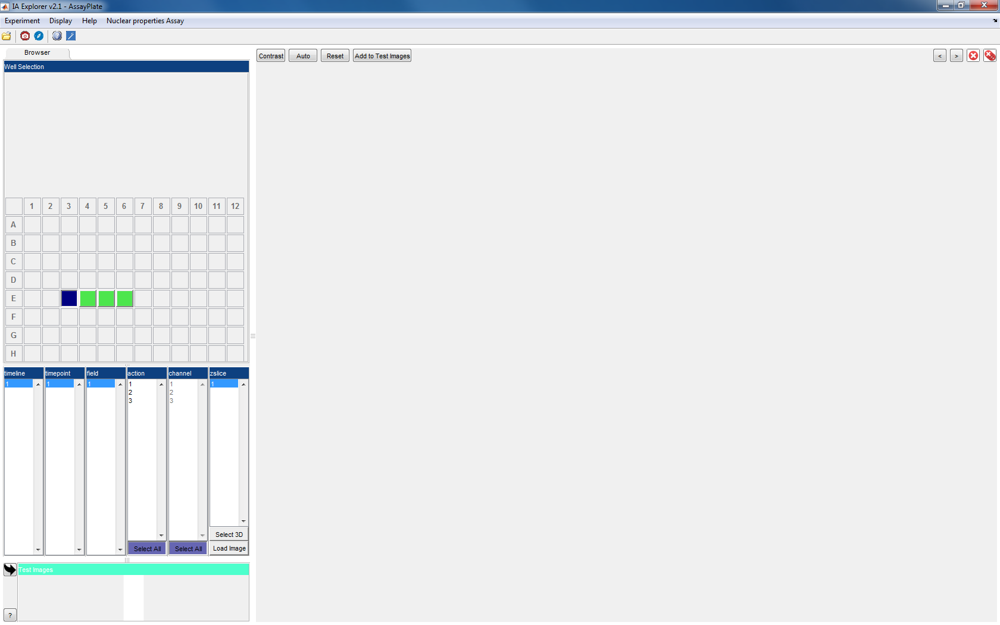 IA Explorer v2.1 - AssayPlate
Experiment Display Help Nuclear properties Assay
Browser
Contrast Auto Reset Add to Test Images < >
Well Selection
1 2 3 4 5 6 7 8 9 10 11 12
A
B
C
D
E
F
G
H
timeline timepoint field action channel zslice
1 1 1 1 1 1
2 2
3 3
Select 3D
Select All Select All Load Image
Test Images
?